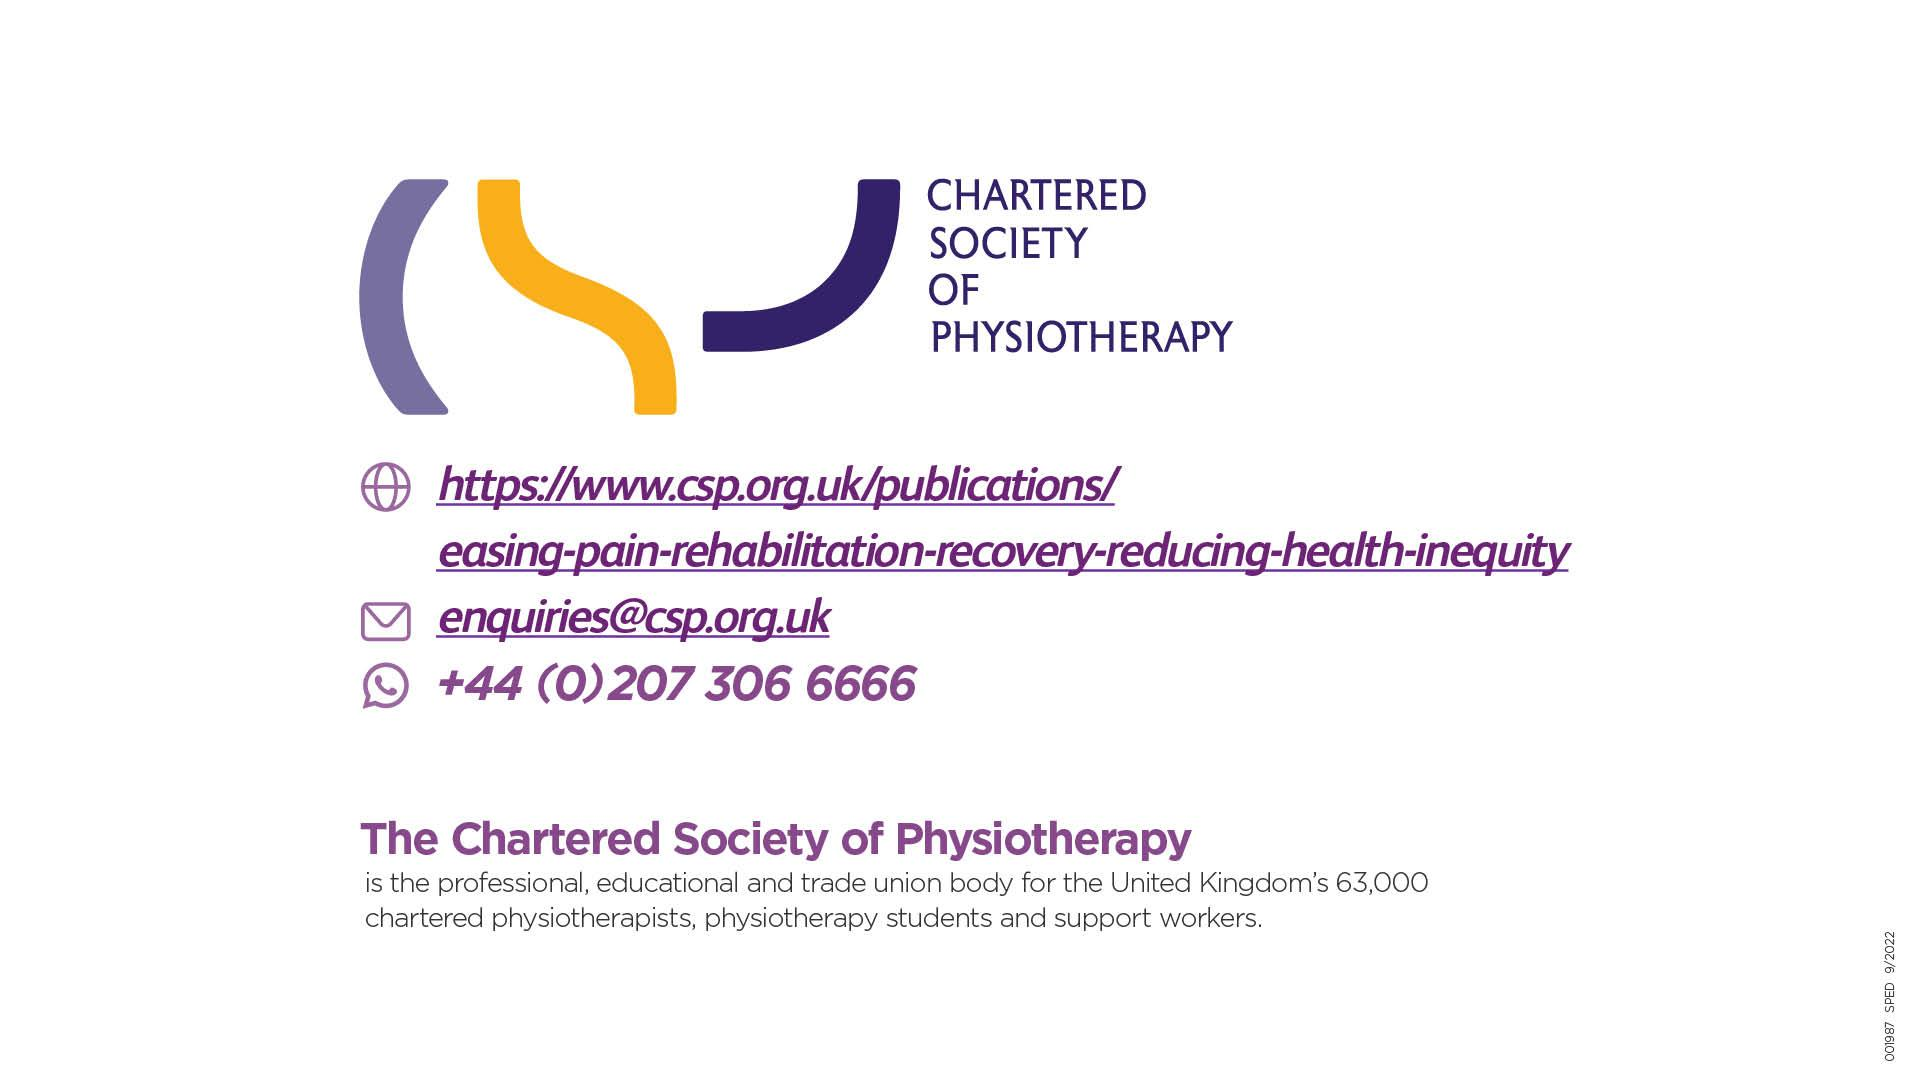 CHARTERED
SOCIETY
OF
PHYSIOTHERAPY
https://www.csp.org.uk/publications/
easing-pain-rehabilitation-recovery-reducing-health-inequity
enquiries@csp.org.uk
+44 (0)207 306 6666
The Chartered Society of Physiotherapy
is the professional, educational and trade union body for the United Kingdom’s 63,000
chartered physiotherapists, physiotherapy students and support workers.
001987 SPED 9/2022